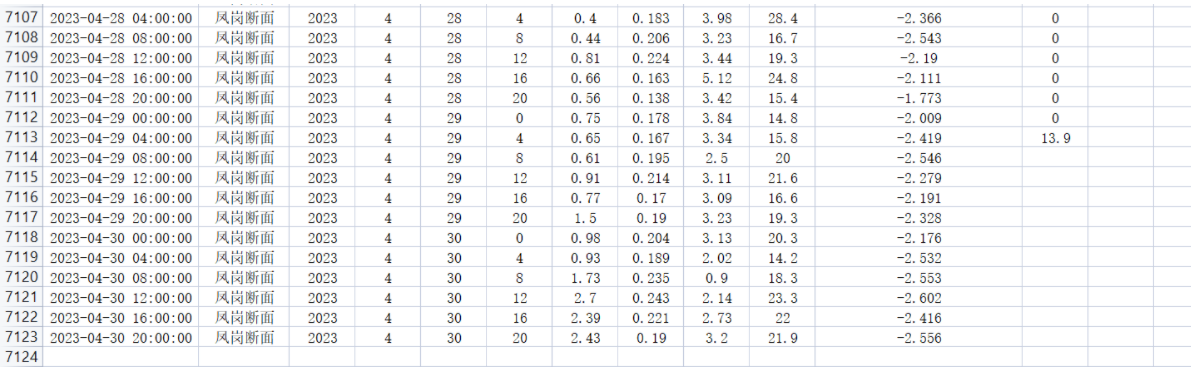 7107 2023-04-28 04:00:00 凤岗断面 2023 4 28 4 0.4 0.183 3.98 28.4 -2.366 0
7108 2023-04-28 08:00:00 凤岗断面 2023 4 28 8 0.44 0.206 3.23 16.7 -2.543 0
7109 2023-04-28 12:00:00 凤岗断面 2023 4 28 12 0.81 0.224 3.44 19.3 -2.19 0
7110 2023-04-28 16:00:00 凤岗断面 2023 4 28 16 0.66 0.163 5.12 24.8 -2.111 0
7111 2023-04-28 20:00:00 凤岗断面 2023 4 28 20 0.56 0.138 3.42 15.4 -1.773 0
7112 2023-04-29 00:00:00 凤岗断面 2023 4 29 0 0.75 0.178 3.84 14.8 -2.009 0
7113 2023-04-29 04:00:00 凤岗断面 2023 4 29 4 0.65 0.167 3.34 15.8 -2.419 13.9
7114 2023-04-29 08:00:00 凤岗断面 2023 4 29 8 0.61 0.195 2.5 20 -2.546
7115 2023-04-29 12:00:00 凤岗断面 2023 4 29 12 0.91 0.214 3.11 21.6 -2.279
7116 2023-04-29 16:00:00 凤岗断面 2023 4 29 16 0.77 0.17 3.09 16.6 -2.191
7117 2023-04-29 20:00:00 凤岗断面 2023 4 29 20 1.5 0.19 3.23 19.3 -2.328
7118 2023-04-30 00:00:00 凤岗断面 2023 4 30 0 0.98 0.204 3.13 20.3 -2.176
7119 2023-04-30 04:00:00 凤岗断面 2023 4 30 4 0.93 0.189 2.02 14.2 -2.532
7120 2023-04-30 08:00:00 凤岗断面 2023 4 30 8 1.73 0.235 0.9 18.3 -2.553
7121 2023-04-30 12:00:00 凤岗断面 2023 4 30 12 2.7 0.243 2.14 23.3 -2.602
7122 2023-04-30 16:00:00 凤岗断面 2023 4 30 16 2.39 0.221 2.73 22 -2.416
7123 2023-04-30 20:00:00 凤岗断面 2023 4 30 20 2.43 0.19 3.2 21.9 -2.556
7124